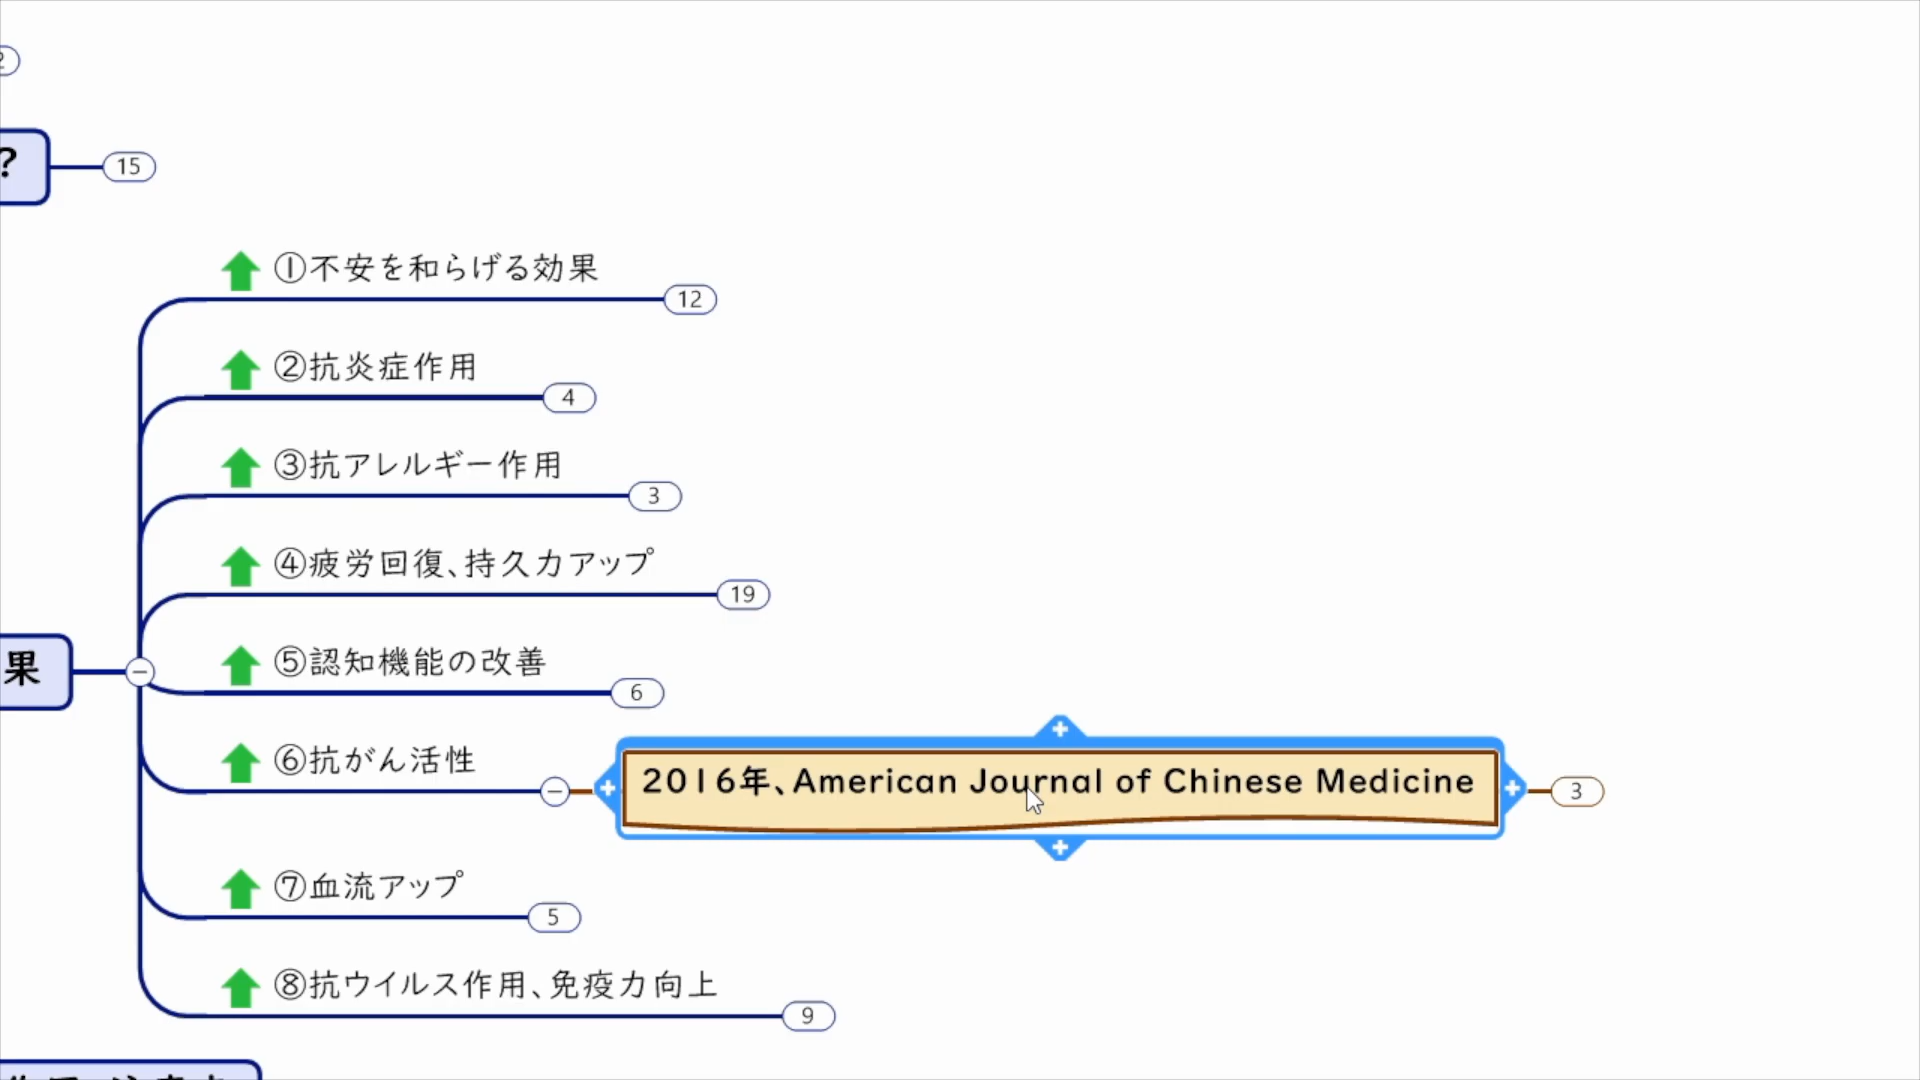 ?
15
①不安を和らげる効果
12
②抗炎症作用
4
③抗アレルギー作用
3
④疲労回復、持久力アップ
19
⑤認知機能の改善
6
果
⑥抗がん活性
2016年、American Journal of Chinese Medicine
3
⑦血流アップ
5
⑧抗ウイルス作用、免疫力向上
9